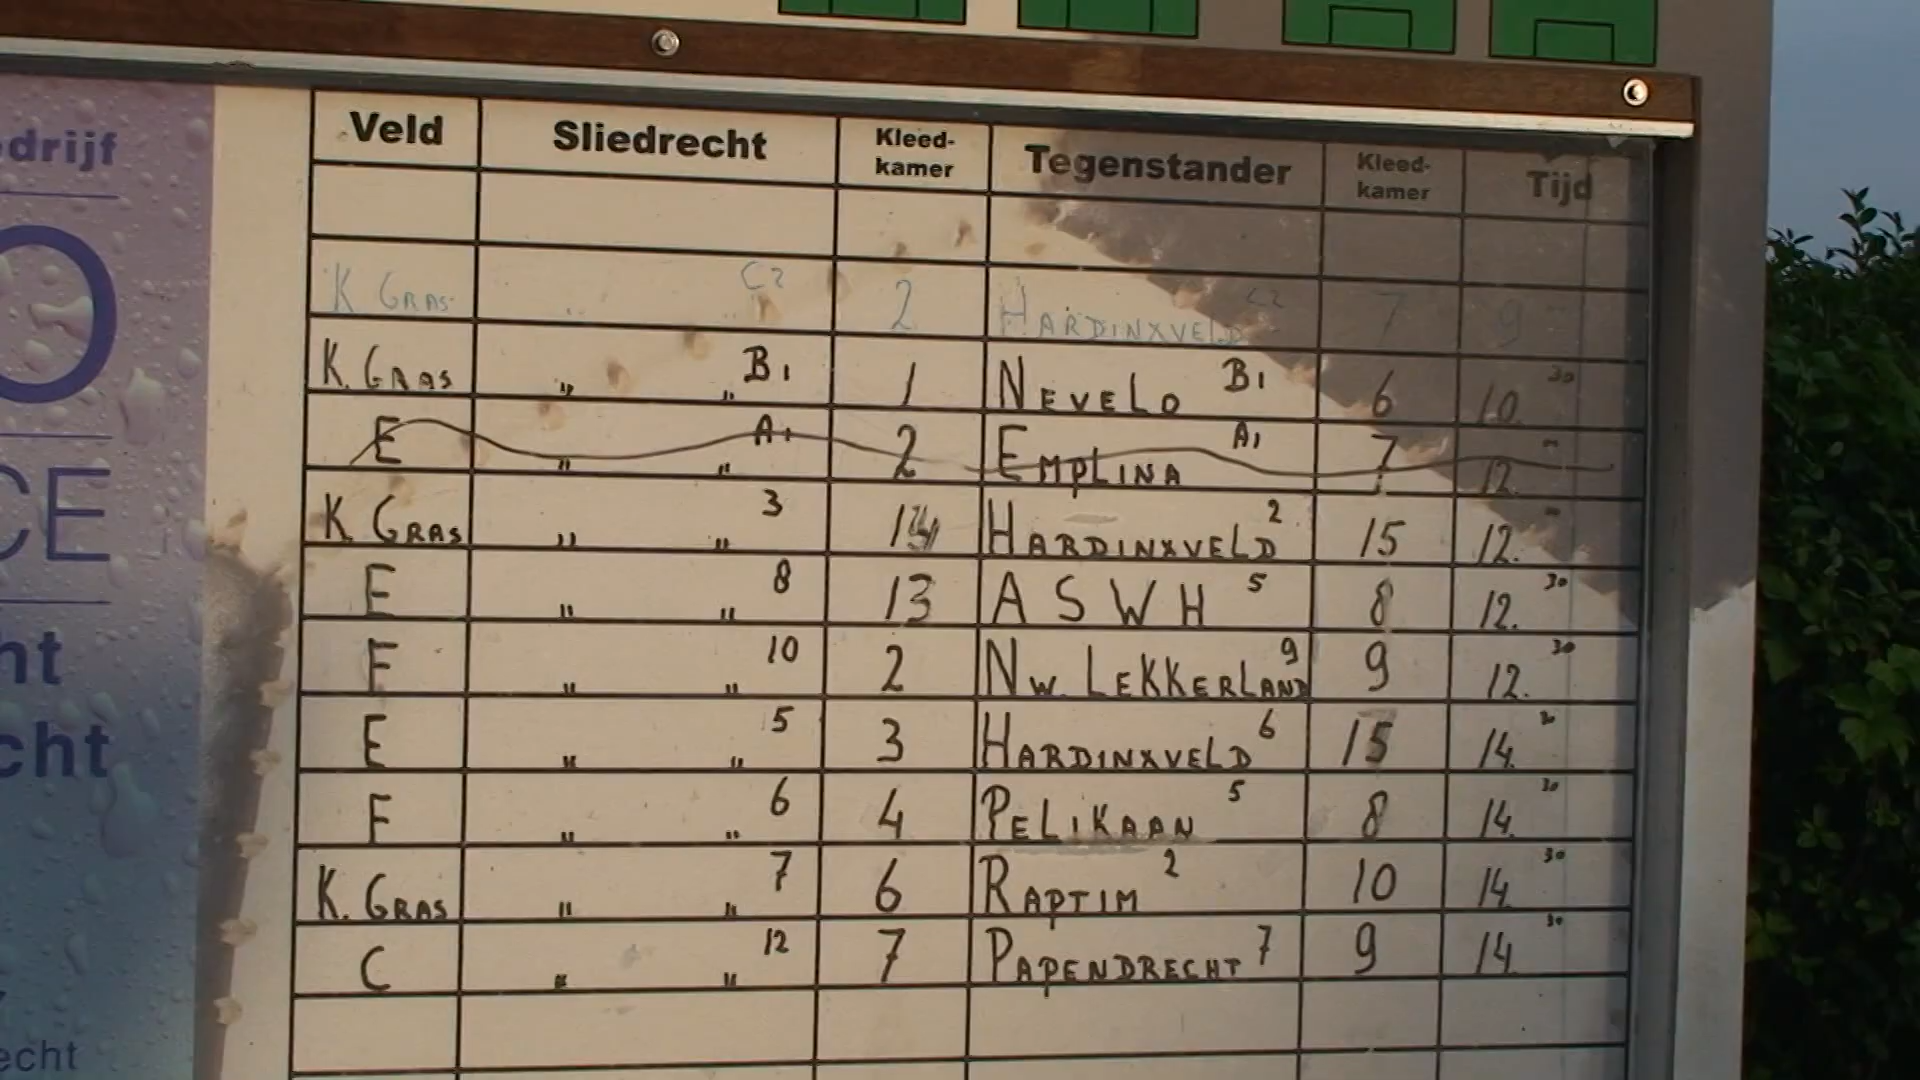 drijf
O
CE
ht
cht
echt
Veld Sliedrecht Kleed-kamer Tegenstander Kleed-kamer Tijd
K GRAS " C2 2 HARDINXVELD C2 7 9 -
K. GRAS " " B1 1 NEVELO B1 6 10. 30
E " " A1 2 EMPLINA A1 7 12. -
K GRAS " " 3 14 HARDINXVELD 2 15 12. -
E " " 8 13 A S W H 5 8 12. 30
F " " 10 2 NW. LEKKERLAND 9 9 12. 30
E " " 5 3 HARDINXVELD 6 15 14.
F " " 6 4 PELIKAAN 5 8 14. 30
K. GRAS " " 7 6 RAPTIM 2 10 14. 30
C " " 12 7 PAPENDRECHT 7 9 14. 30